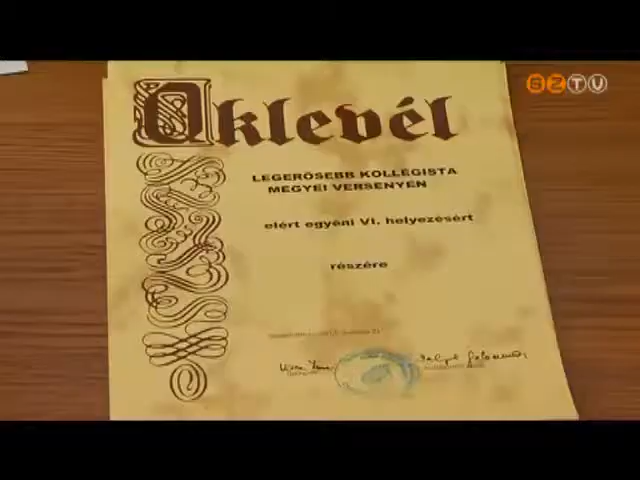 SZTV
Oklevél
LEGERŐSEBB KOLLÉGISTA
MEGYEI VERSENYÉN
elért egyéni VI. helyezésért
részére